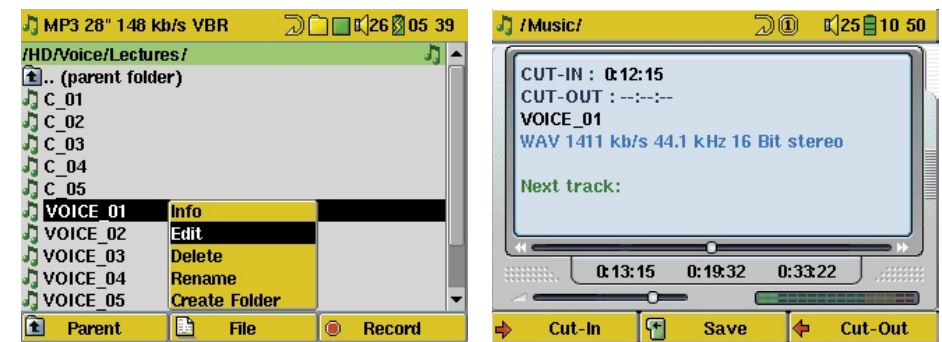 MP3 28" 148 kb/s VBR 26 05 39
/HD/Voice/Lectures/
.. (parent folder)
C_01
C_02
C_03
C_04
C_05
VOICE_01
VOICE_02
VOICE_03
VOICE_04
VOICE_05
Info
Edit
Delete
Rename
Create Folder
Parent File Record
/Music/ 1 25 10 50
CUT-IN : 0:12:15
CUT-OUT : --:--:--
VOICE_01
WAV 1411 kb/s 44.1 kHz 16 Bit stereo
Next track:
0:13:15 0:19:32 0:33:22
Cut-In Save Cut-Out